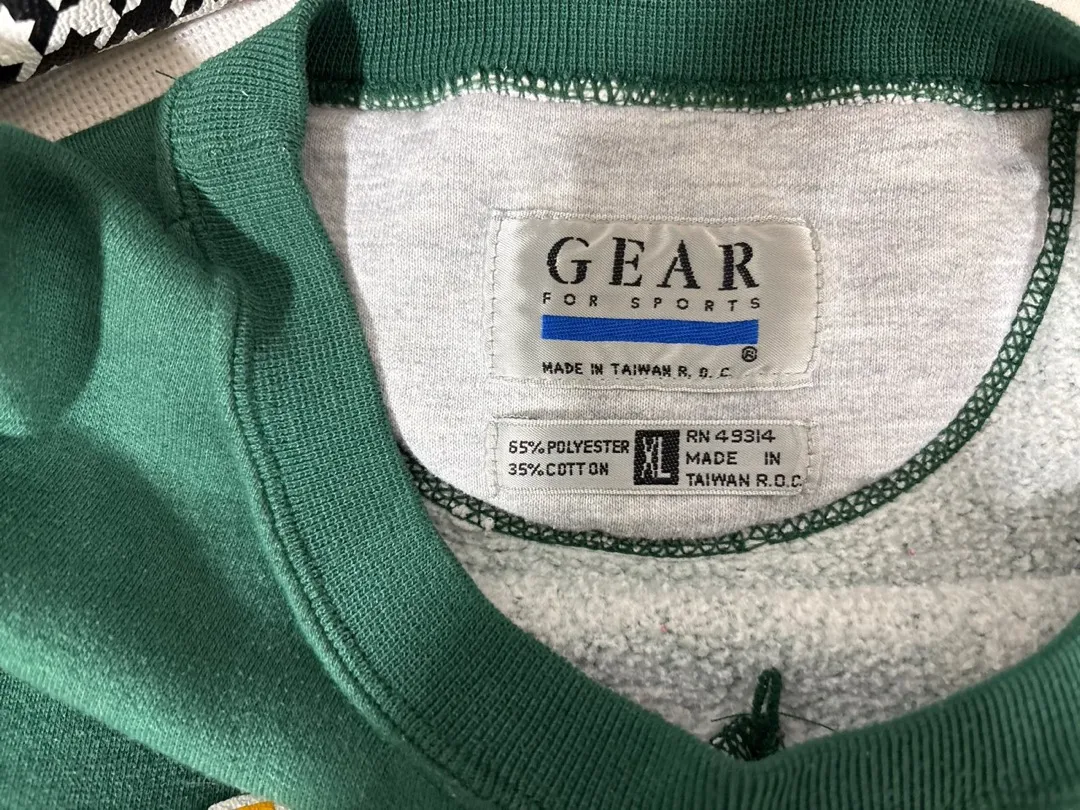 GEAR
FOR SPORTS
®
MADE IN TAIWAN R.O.C.
65% POLYESTER
35% COTTON
XL
RN 49314
MADE IN
TAIWAN R.O.C